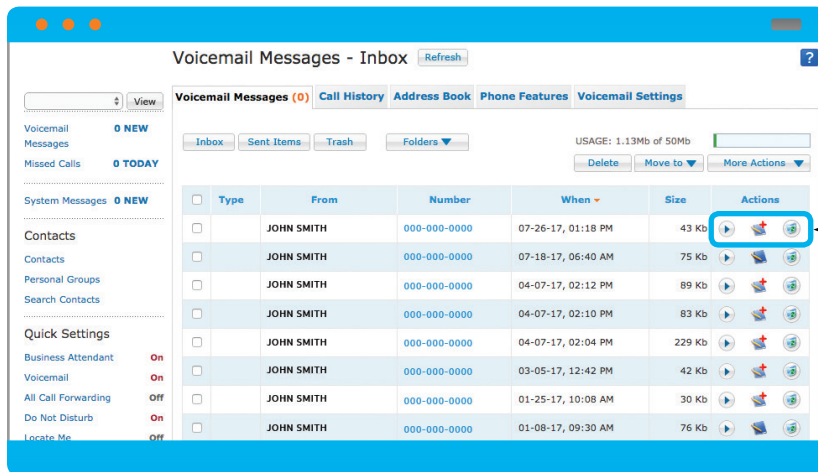 Voicemail Messages - Inbox Refresh ?
View
Voicemail Messages (0) Call History Address Book Phone Features Voicemail Settings
Voicemail Messages 0 NEW
Missed Calls 0 TODAY
System Messages 0 NEW
Contacts
Contacts
Personal Groups
Search Contacts
Quick Settings
Business Attendant On
Voicemail On
All Call Forwarding Off
Do Not Disturb On
Locate Me Off
Inbox Sent Items Trash Folders ▼ USAGE: 1.13Mb of 50Mb
Delete Move to ▼ More Actions ▼
Type From Number When Size Actions
JOHN SMITH 000-000-0000 07-26-17, 01:18 PM 43 Kb
JOHN SMITH 000-000-0000 07-18-17, 06:40 AM 75 Kb
JOHN SMITH 000-000-0000 04-07-17, 02:12 PM 89 Kb
JOHN SMITH 000-000-0000 04-07-17, 02:10 PM 83 Kb
JOHN SMITH 000-000-0000 04-07-17, 02:04 PM 229 Kb
JOHN SMITH 000-000-0000 03-05-17, 12:42 PM 42 Kb
JOHN SMITH 000-000-0000 01-25-17, 10:08 AM 30 Kb
JOHN SMITH 000-000-0000 01-08-17, 09:30 AM 76 Kb